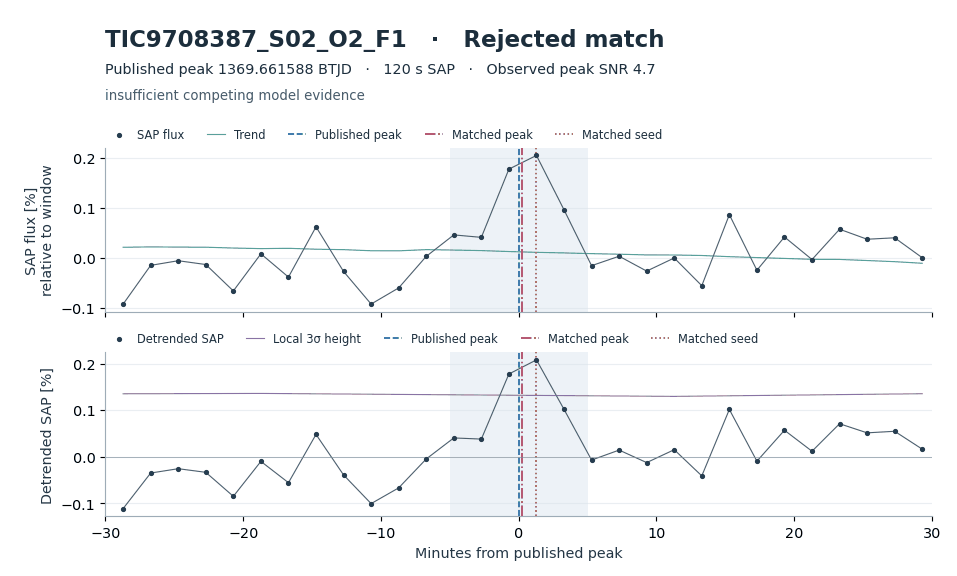 TIC9708387_S02_O2_F1 · Rejected match
Published peak 1369.661588 BTJD · 120 s SAP · Observed peak SNR 4.7
insufficient competing model evidence
SAP flux Trend Published peak Matched peak Matched seed
SAP flux [%]
relative to window
0.2
0.1
0.0
−0.1
Detrended SAP Local 3σ height Published peak Matched peak Matched seed
Detrended SAP [%]
0.2
0.1
0.0
−0.1
−30 −20 −10 0 10 20 30
Minutes from published peak